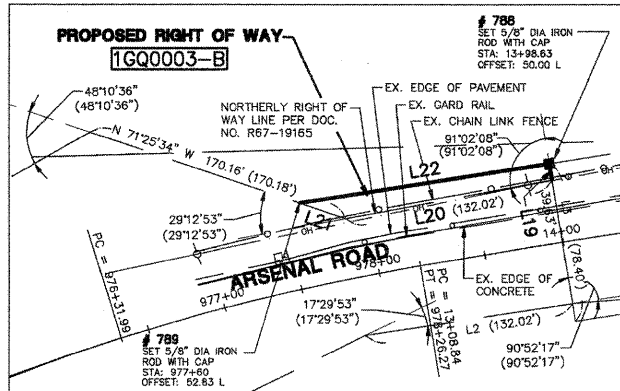 # 788
SET 5/8" DIA IRON
ROD WITH CAP
STA: 13+98.63
OFFSET: 50.00 L
PROPOSED RIGHT OF WAY
1GQ0003-B
48°10'36"
(48°10'36")
N 71°25'34" W
170.16' (170.18')
NORTHERLY RIGHT OF
WAY LINE PER DOC.
NO. R67-19165
EX. EDGE OF PAVEMENT
EX. GARD RAIL
EX. CHAIN LINK FENCE
91°02'08"
(91°02'08")
L22
L20
(132.02')
L19
29°12'53"
(29°12'53")
ARSENAL ROAD
PC = 976+31.99
977+00
978+00
14+00
(78.40')
EX. EDGE OF
CONCRETE
17°29'53"
(17°29'53")
PC = 13+08.84
PT = 978+26.27
L2 (132.02')
90°52'17"
(90°52'17")
# 789
SET 5/8" DIA IRON
ROD WITH CAP
STA: 977+60
OFFSET: 52.83 L